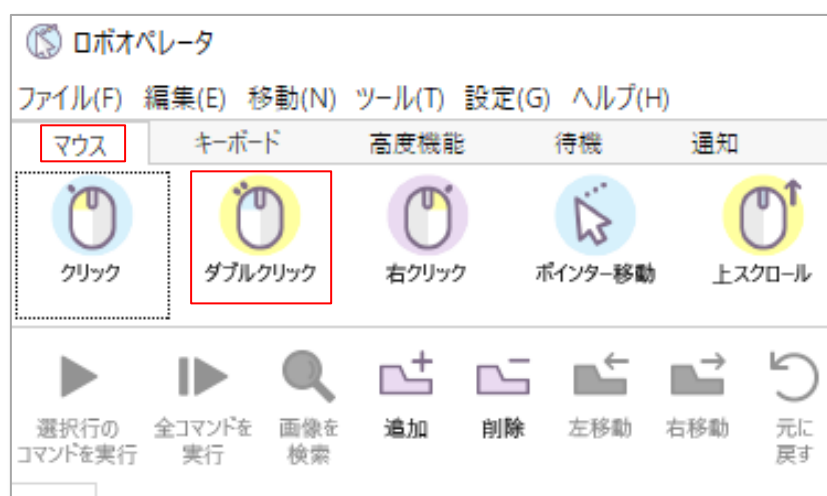 ロボオペレータ
ファイル(F) 編集(E) 移動(N) ツール(T) 設定(G) ヘルプ(H)
マウス キーボード 高度機能 待機 通知
クリック ダブルクリック 右クリック ポインター移動 上スクロール
選択行の 全コマンドを 画像を 追加 削除 左移動 右移動 元に
コマンドを実行 実行 検索 戻す